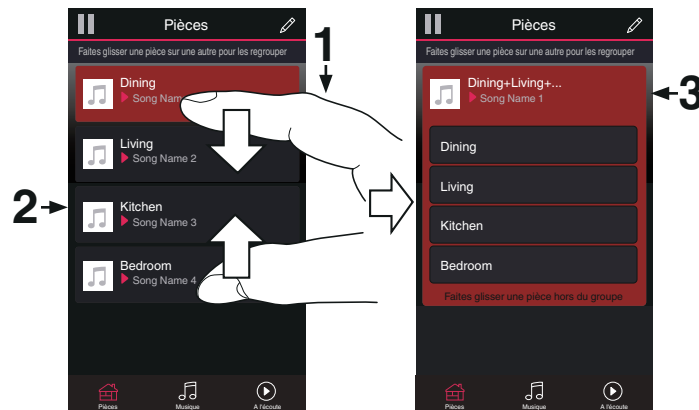 Pièces
Faites glisser une pièce sur une autre pour les regrouper
1
Dining
Song Nam
Living
Song Name 2
2
Kitchen
Song Name 3
Bedroom
Song Name 4
Pièces
Musique
A l'écoute
Pièces
Faites glisser une pièce sur une autre pour les regrouper
Dining+Living+...
Song Name 1
3
Dining
Living
Kitchen
Bedroom
Faites glisser une pièce hors du groupe
Pièces
Musique
A l'écoute